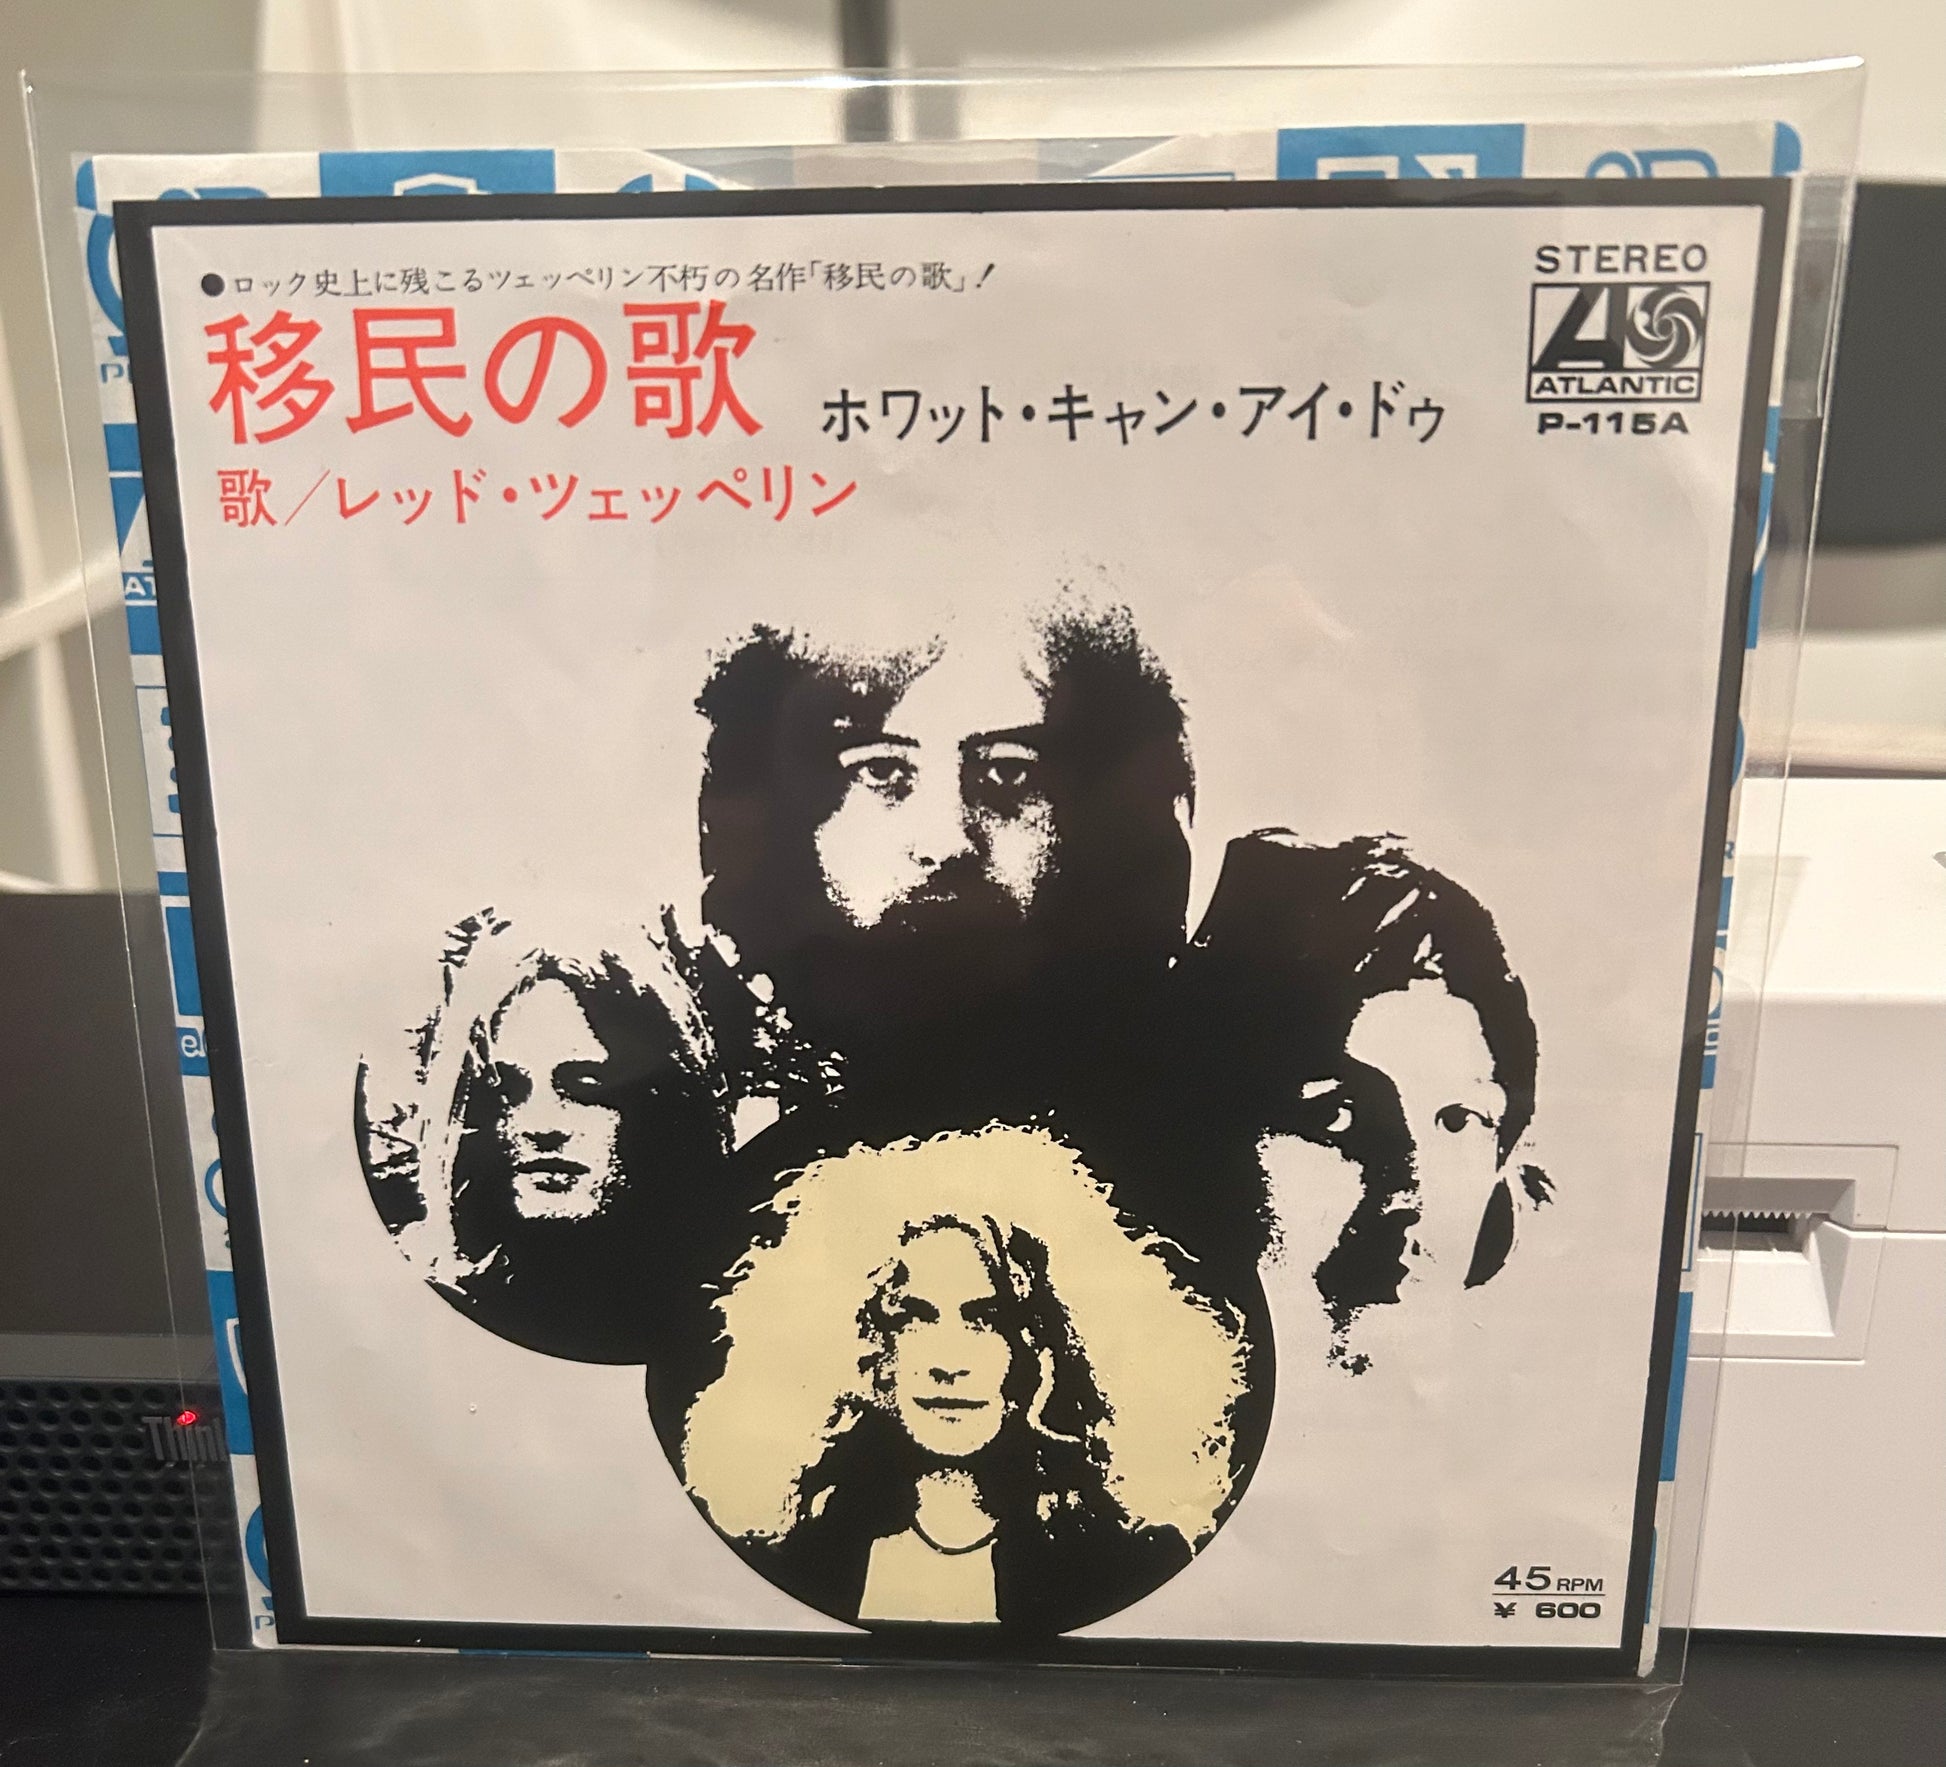 ●ロック史上に残こるツェッペリン不朽の名作「移民の歌」!
移民の歌 ホワット・キャン・アイ・ドゥ
歌/レッド・ツェッペリン
STEREO
ATLANTIC
P-115A
45 RPM
¥ 600